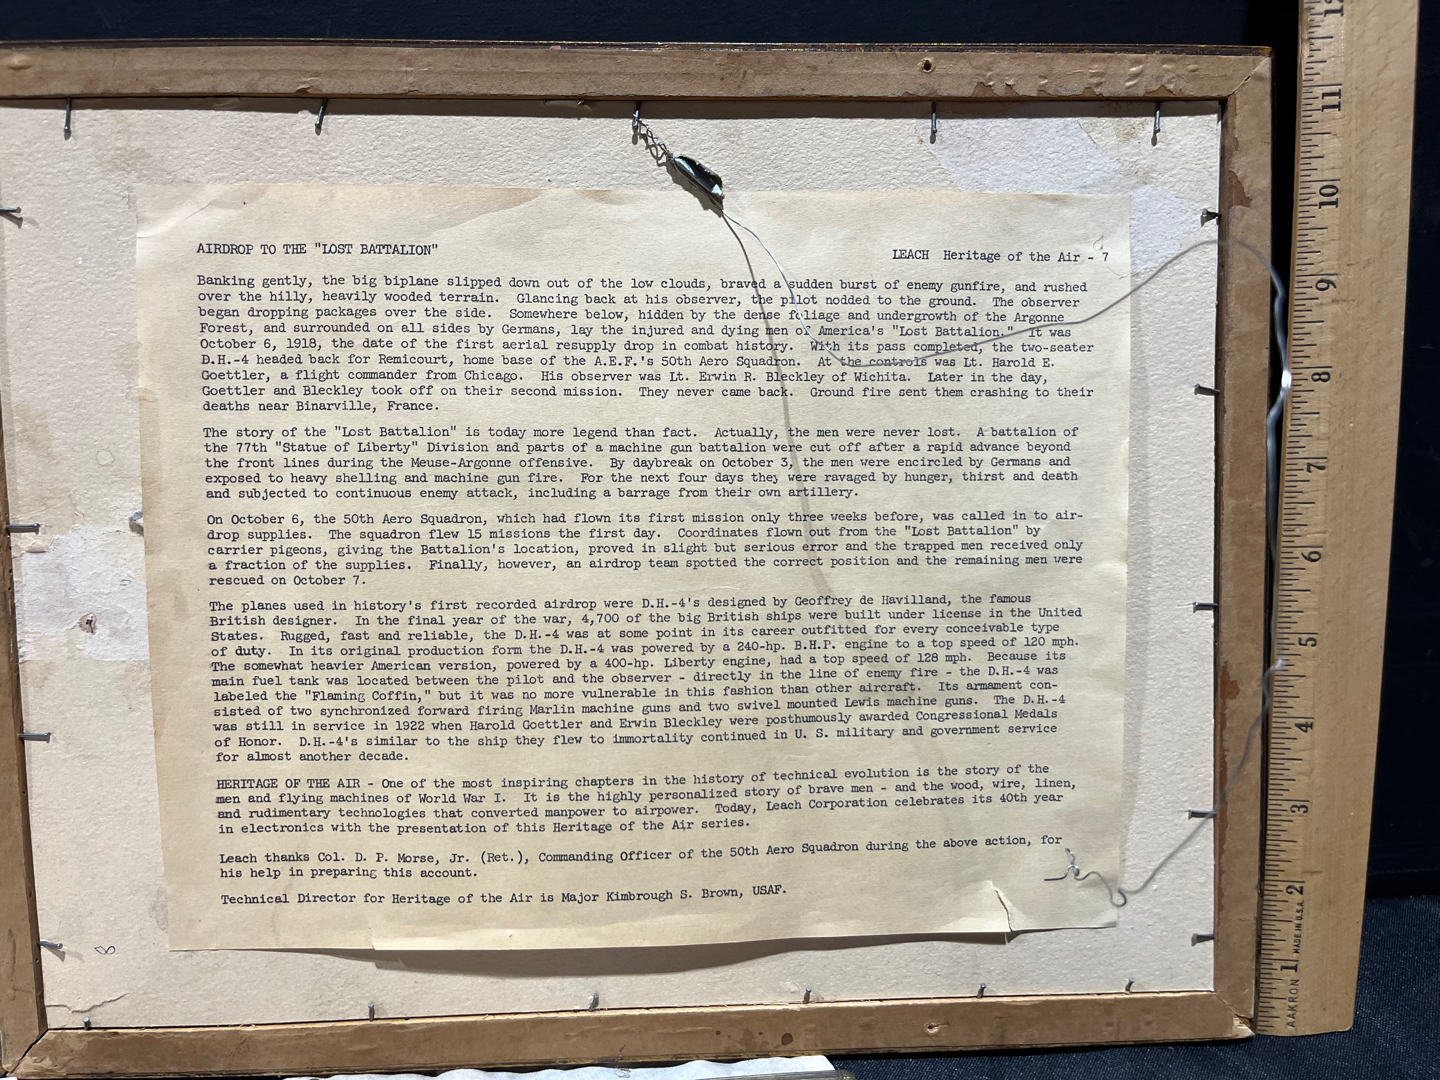 AIRDROP TO THE "LOST BATTALION"
LEACH Heritage of the Air - 7
Banking gently, the big biplane slipped down out of the low clouds, braved a sudden burst of enemy gunfire, and rushed
over the hilly, heavily wooded terrain. Glancing back at his observer, the pilot nodded to the ground. The observer
began dropping packages over the side. Somewhere below, hidden by the dense foliage and undergrowth of the Argonne
Forest, and surrounded on all sides by Germans, lay the injured and dying men of America's "Lost Battalion." It was
October 6, 1918, the date of the first aerial resupply drop in combat history. With its pass completed, the two-seater
D.H.-4 headed back for Remicourt, home base of the A.E.F.'s 50th Aero Squadron. At the controls was Lt. Harold E.
Goettler, a flight commander from Chicago. His observer was Lt. Erwin R. Bleckley of Wichita. Later in the day,
Goettler and Bleckley took off on their second mission. They never came back. Ground fire sent them crashing to their
deaths near Binarville, France.
The story of the "Lost Battalion" is today more legend than fact. Actually, the men were never lost. A battalion of
the 77th "Statue of Liberty" Division and parts of a machine gun battalion were cut off after a rapid advance beyond
the front lines during the Meuse-Argonne offensive. By daybreak on October 3, the men were encircled by Germans and
exposed to heavy shelling and machine gun fire. For the next four days they were ravaged by hunger, thirst and death
and subjected to continuous enemy attack, including a barrage from their own artillery.
On October 6, the 50th Aero Squadron, which had flown its first mission only three weeks before, was called in to air-
drop supplies. The squadron flew 15 missions the first day. Coordinates flown out from the "Lost Battalion" by
carrier pigeons, giving the Battalion's location, proved in slight but serious error and the trapped men received only
a fraction of the supplies. Finally, however, an airdrop team spotted the correct position and the remaining men were
rescued on October 7.
The planes used in history's first recorded airdrop were D.H.-4's designed by Geoffrey de Havilland, the famous
British designer. In the final year of the war, 4,700 of the big British ships were built under license in the United
States. Rugged, fast and reliable, the D.H.-4 was at some point in its career outfitted for every conceivable type
of duty. In its original production form the D.H.-4 was powered by a 240-hp. B.H.P. engine to a top speed of 120 mph.
The somewhat heavier American version, powered by a 400-hp. Liberty engine, had a top speed of 128 mph. Because its
main fuel tank was located between the pilot and the observer - directly in the line of enemy fire - the D.H.-4 was
labeled the "Flaming Coffin," but it was no more vulnerable in this fashion than other aircraft. Its armament con-
sisted of two synchronized forward firing Marlin machine guns and two swivel mounted Lewis machine guns. The D.H.-4
was still in service in 1922 when Harold Goettler and Erwin Bleckley were posthumously awarded Congressional Medals
of Honor. D.H.-4's similar to the ship they flew to immortality continued in U. S. military and government service
for almost another decade.
HERITAGE OF THE AIR - One of the most inspiring chapters in the history of technical evolution is the story of the
men and flying machines of World War I. It is the highly personalized story of brave men - and the wood, wire, linen,
and rudimentary technologies that converted manpower to airpower. Today, Leach Corporation celebrates its 40th year
in electronics with the presentation of this Heritage of the Air series.
Leach thanks Col. D. P. Morse, Jr. (Ret.), Commanding Officer of the 50th Aero Squadron during the above action, for
his help in preparing this account.
Technical Director for Heritage of the Air is Major Kimbrough S. Brown, USAF.
8
12
11
10
9
8
7
6
5
4
3
2
1
AAKRON MADE IN U.S.A.